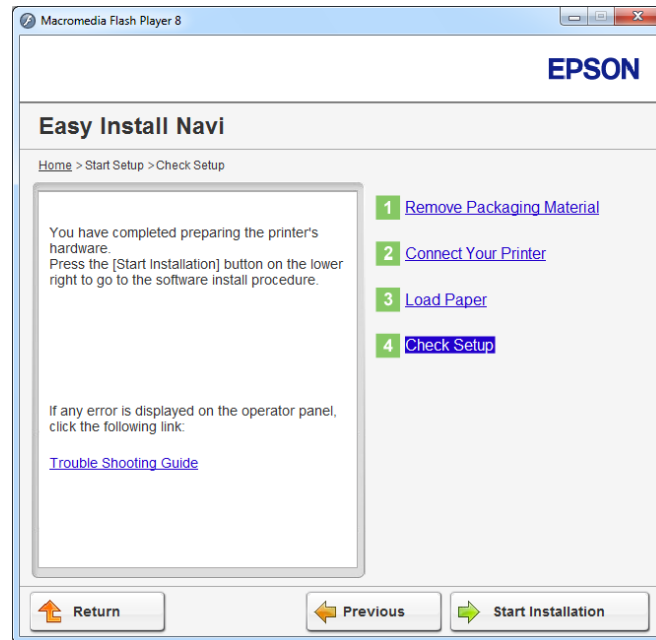 Macromedia Flash Player 8
EPSON
Easy Install Navi
Home > Start Setup >Check Setup
You have completed preparing the printer's
hardware.
Press the [Start Installation] button on the lower
right to go to the software install procedure.
If any error is displayed on the operator panel,
click the following link:
Trouble Shooting Guide
1 Remove Packaging Material
2 Connect Your Printer
3 Load Paper
4 Check Setup
Return
Previous
Start Installation